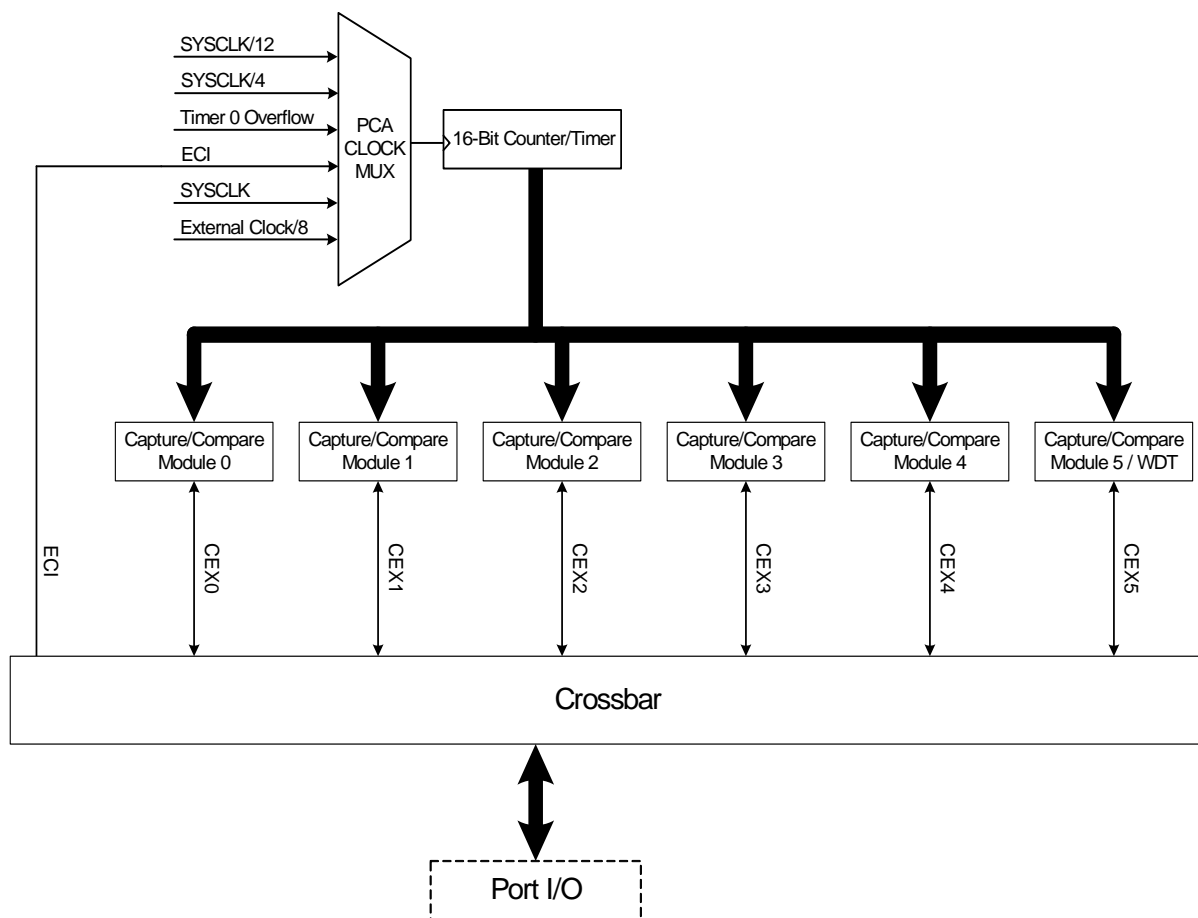 SYSCLK/12
SYSCLK/4
Timer 0 Overflow
ECI
SYSCLK
External Clock/8
PCA
CLOCK
MUX
16-Bit Counter/Timer
Capture/Compare
Module 0
Capture/Compare
Module 1
Capture/Compare
Module 2
Capture/Compare
Module 3
Capture/Compare
Module 4
Capture/Compare
Module 5 / WDT
ECI
CEX0
CEX1
CEX2
CEX3
CEX4
CEX5
Crossbar
Port I/O